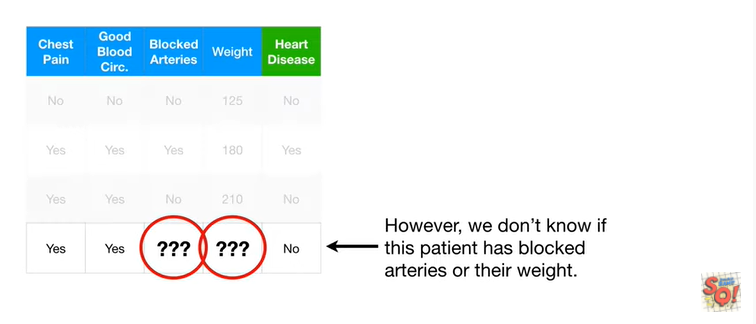 Chest Pain Good Blood Circ. Blocked Arteries Weight Heart Disease
No No No 125 No
Yes Yes Yes 180 Yes
Yes Yes No 210 No
Yes Yes ??? ??? No
However, we don’t know if
this patient has blocked
arteries or their weight.
SQ!